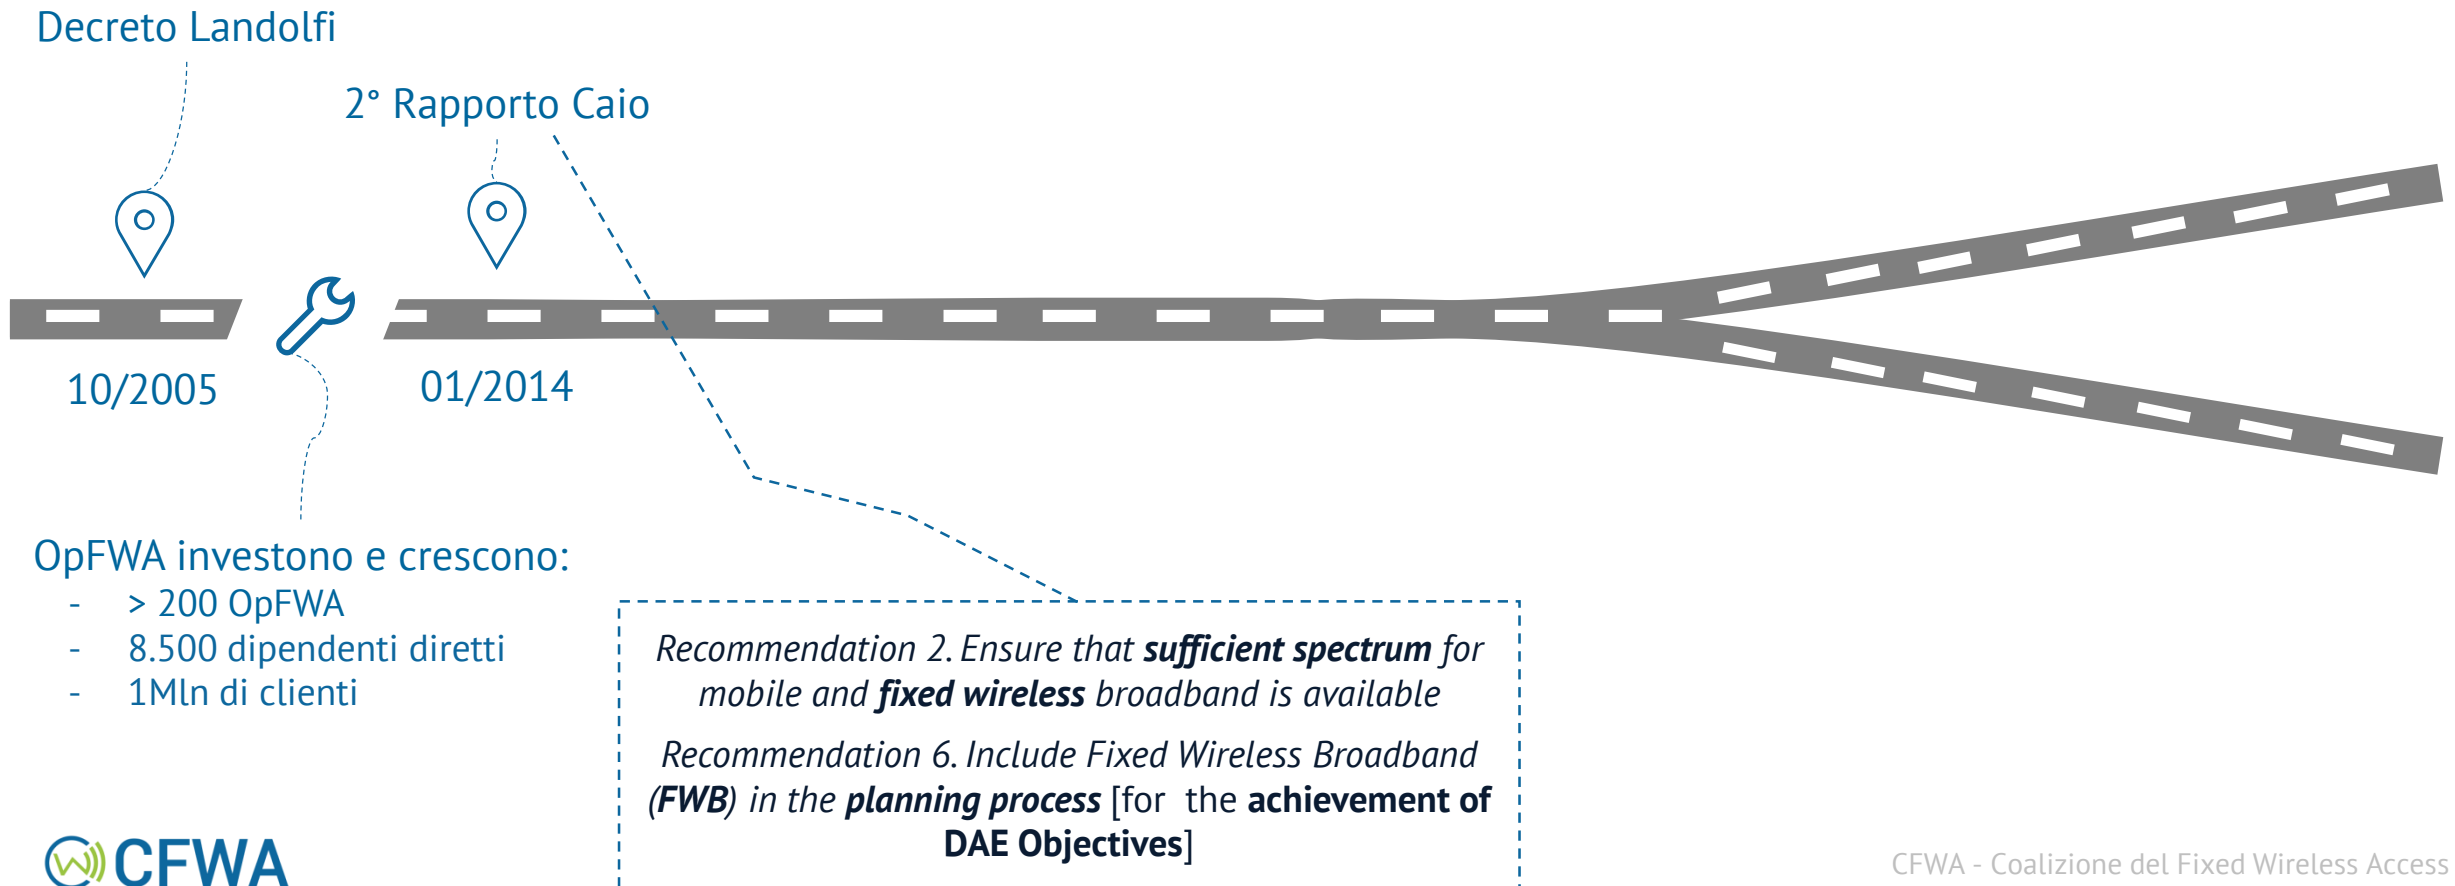 Decreto Landolfi
2° Rapporto Caio
10/2005
01/2014
OpFWA investono e crescono:
- > 200 OpFWA
- 8.500 dipendenti diretti
- 1Mln di clienti
Recommendation 2. Ensure that sufficient spectrum for
mobile and fixed wireless broadband is available
Recommendation 6. Include Fixed Wireless Broadband
(FWB) in the planning process [for the achievement of
DAE Objectives]
CFWA
CFWA - Coalizione del Fixed Wireless Access